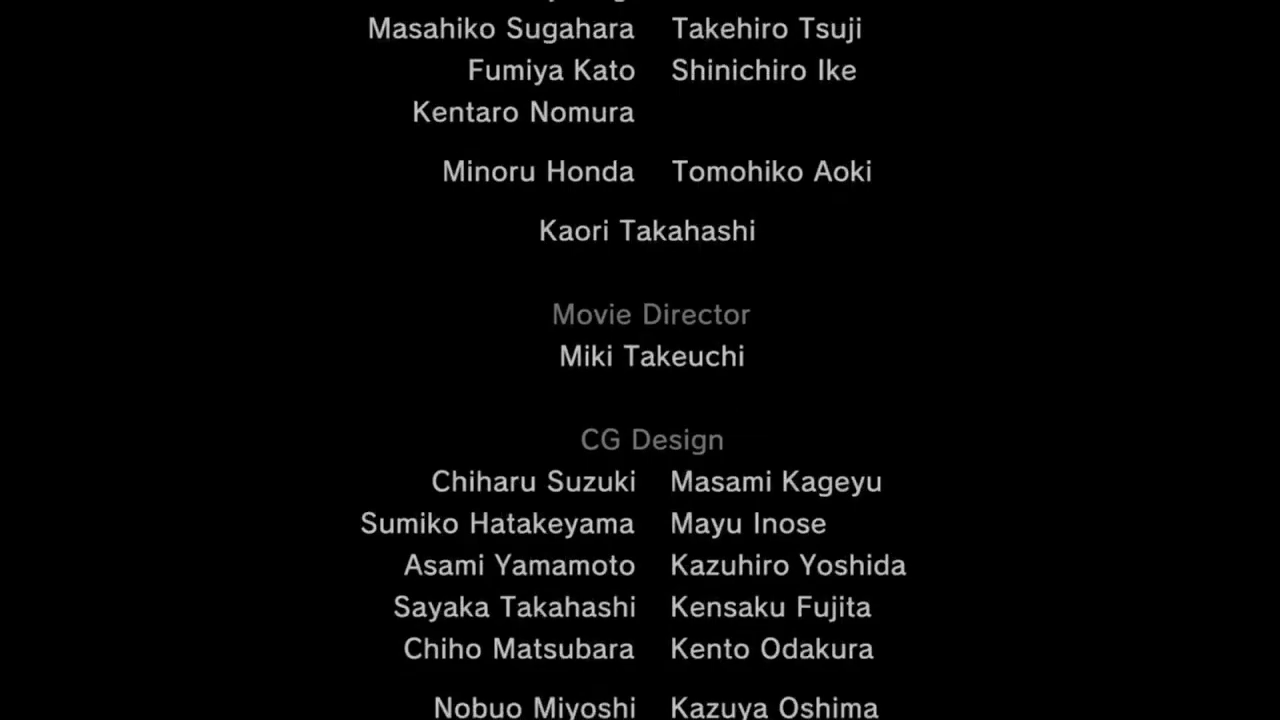 Masahiko Sugahara Takehiro Tsuji
Fumiya Kato Shinichiro Ike
Kentaro Nomura
Minoru Honda Tomohiko Aoki
Kaori Takahashi
Movie Director
Miki Takeuchi
CG Design
Chiharu Suzuki Masami Kageyu
Sumiko Hatakeyama Mayu Inose
Asami Yamamoto Kazuhiro Yoshida
Sayaka Takahashi Kensaku Fujita
Chiho Matsubara Kento Odakura
Nobuo Miyoshi Kazuya Oshima